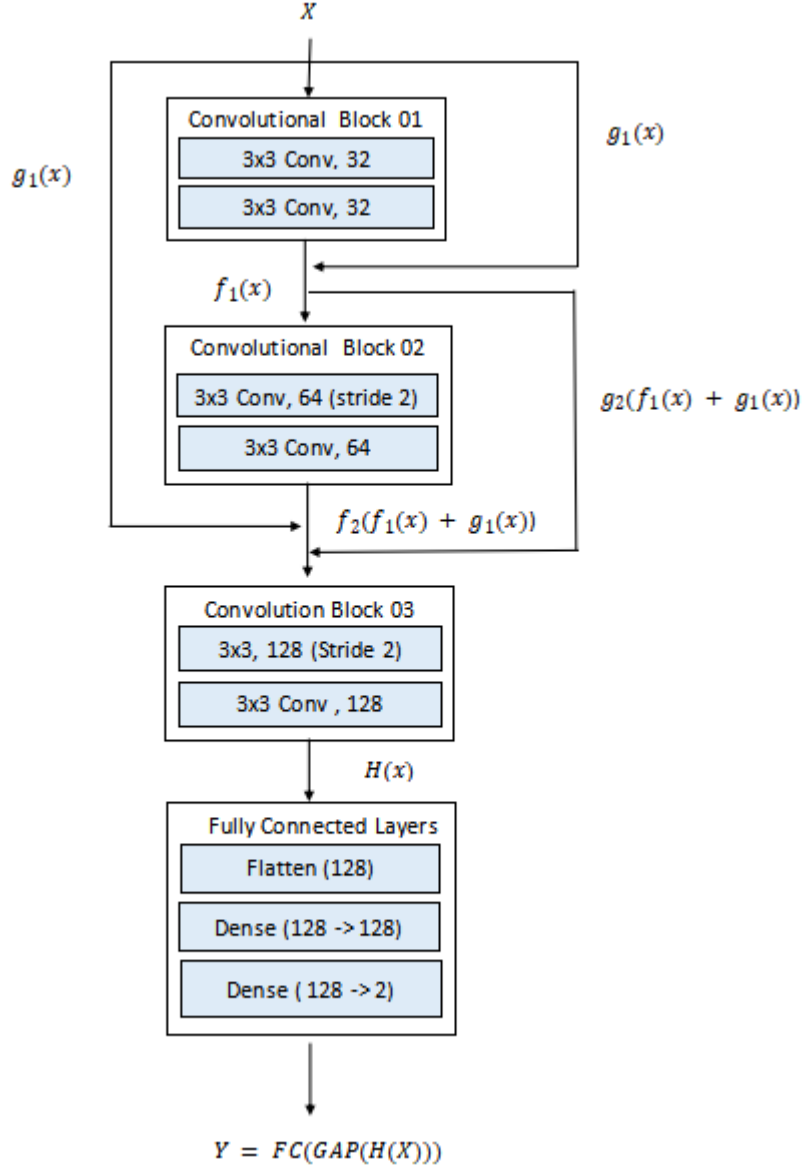 X
Convolutional Block 01
3x3 Conv, 32
3x3 Conv, 32
g₁(x)
g₁(x)
f₁(x)
Convolutional Block 02
3x3 Conv, 64 (stride 2)
3x3 Conv, 64
g₂(f₁(x) + g₁(x))
f₂(f₁(x) + g₁(x))
Convolution Block 03
3x3, 128 (Stride 2)
3x3 Conv , 128
H(x)
Fully Connected Layers
Flatten (128)
Dense (128 -> 128)
Dense ( 128 -> 2)
Y = FC(GAP(H(X)))